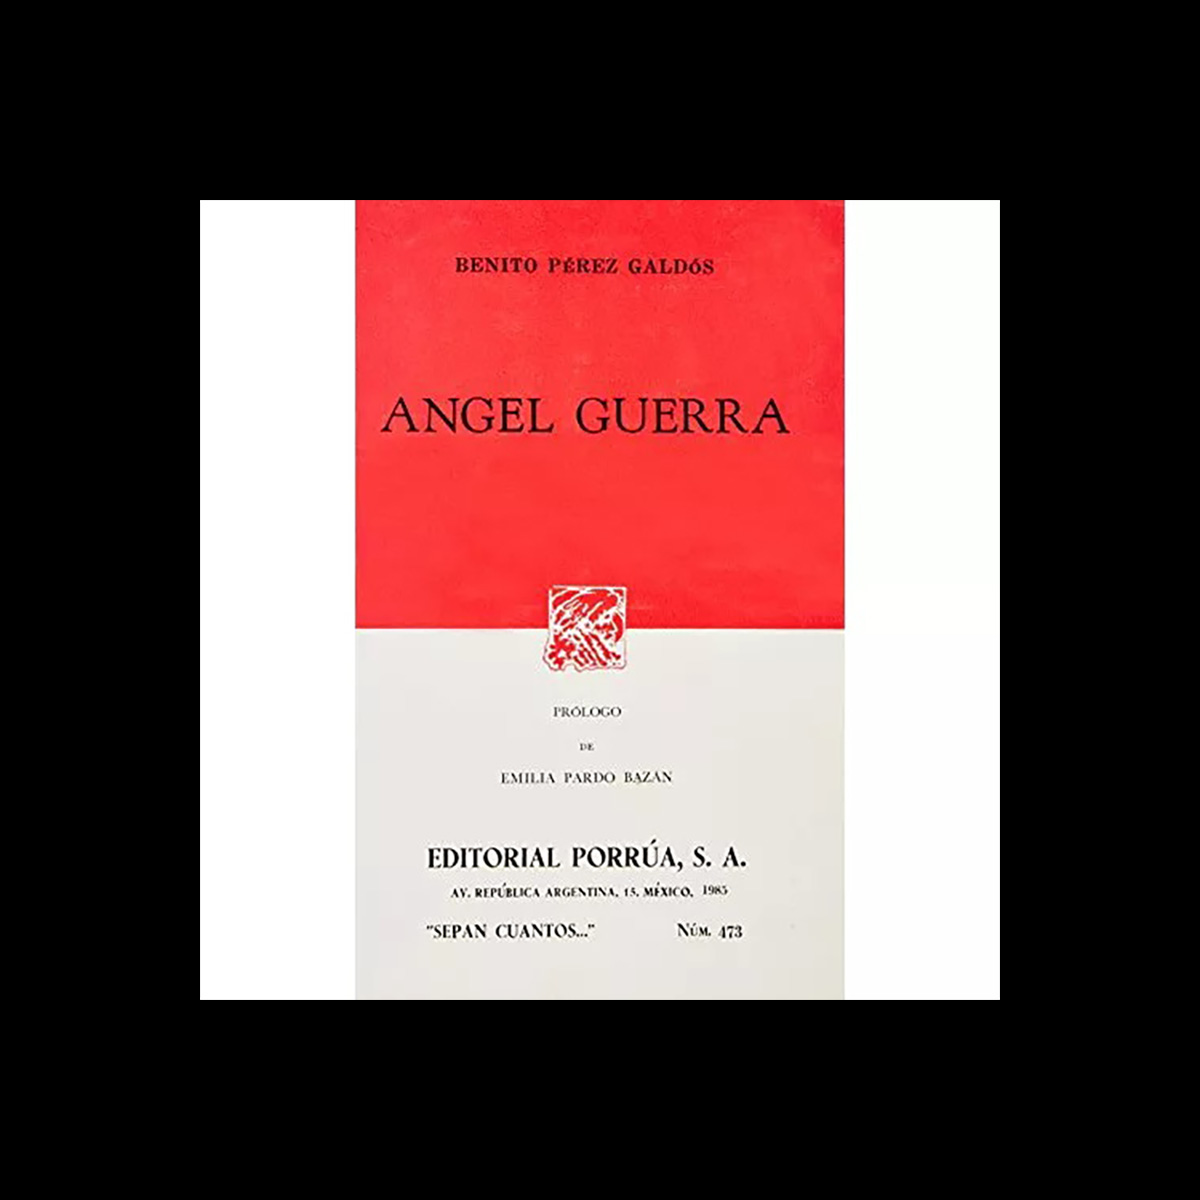 BENITO PÉREZ GALDÓS
ANGEL GUERRA
PRÓLOGO
DE
EMILIA PARDO BAZÁN
EDITORIAL PORRÚA, S. A.
AV. REPÚBLICA ARGENTINA, 15. MÉXICO, 1985
"SEPAN CUANTOS..." NÚM. 473